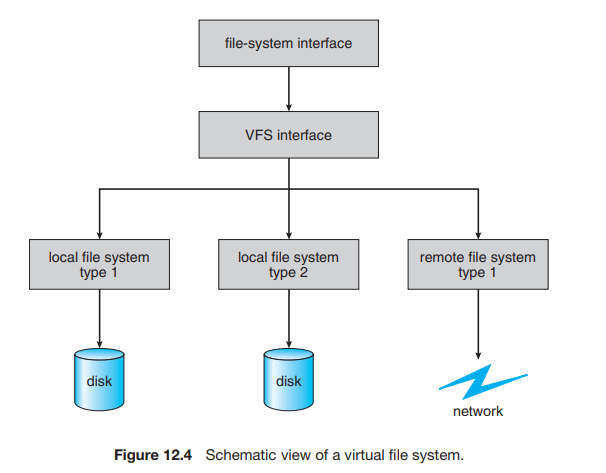 file-system interface
VFS interface
local file system
type 1
local file system
type 2
remote file system
type 1
disk
disk
network
Figure 12.4 Schematic view of a virtual file system.